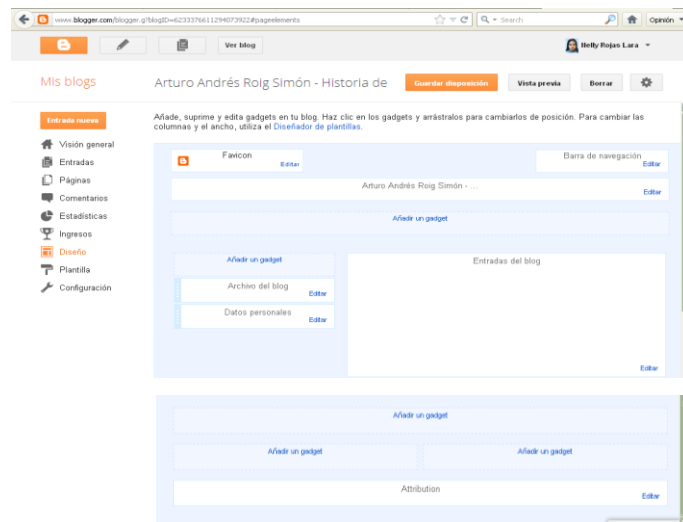 www.blogger.com/blogger.g?blogID=6233376611294073922#pageelements
Search
Opinión
Ver blog
Nelly Rojas Lara
Mis blogs
Arturo Andrés Roig Simón - Historia de
Guardar disposición
Vista previa
Borrar
Entrada nueva
Añade, suprime y edita gadgets en tu blog. Haz clic en los gadgets y arrástralos para cambiarlos de posición. Para cambiar las
columnas y el ancho, utiliza el Diseñador de plantillas.
Visión general
Entradas
Páginas
Comentarios
Estadísticas
Ingresos
Diseño
Plantilla
Configuración
Favicon
Editar
Barra de navegación
Editar
Arturo Andrés Roig Simón - ...
Editar
Añadir un gadget
Añadir un gadget
Archivo del blog
Editar
Datos personales
Editar
Entradas del blog
Editar
Añadir un gadget
Añadir un gadget
Añadir un gadget
Attribution
Editar